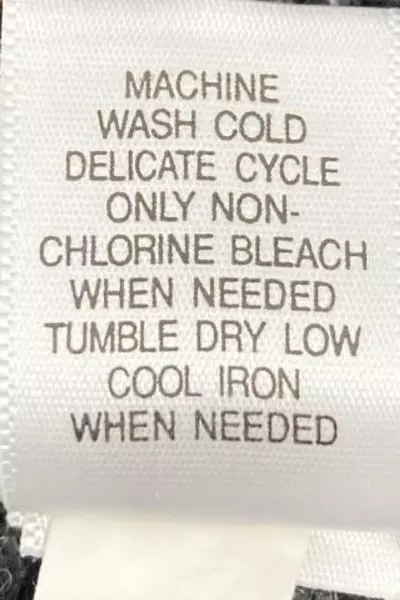 MACHINE
WASH COLD
DELICATE CYCLE
ONLY NON-
CHLORINE BLEACH
WHEN NEEDED
TUMBLE DRY LOW
COOL IRON
WHEN NEEDED